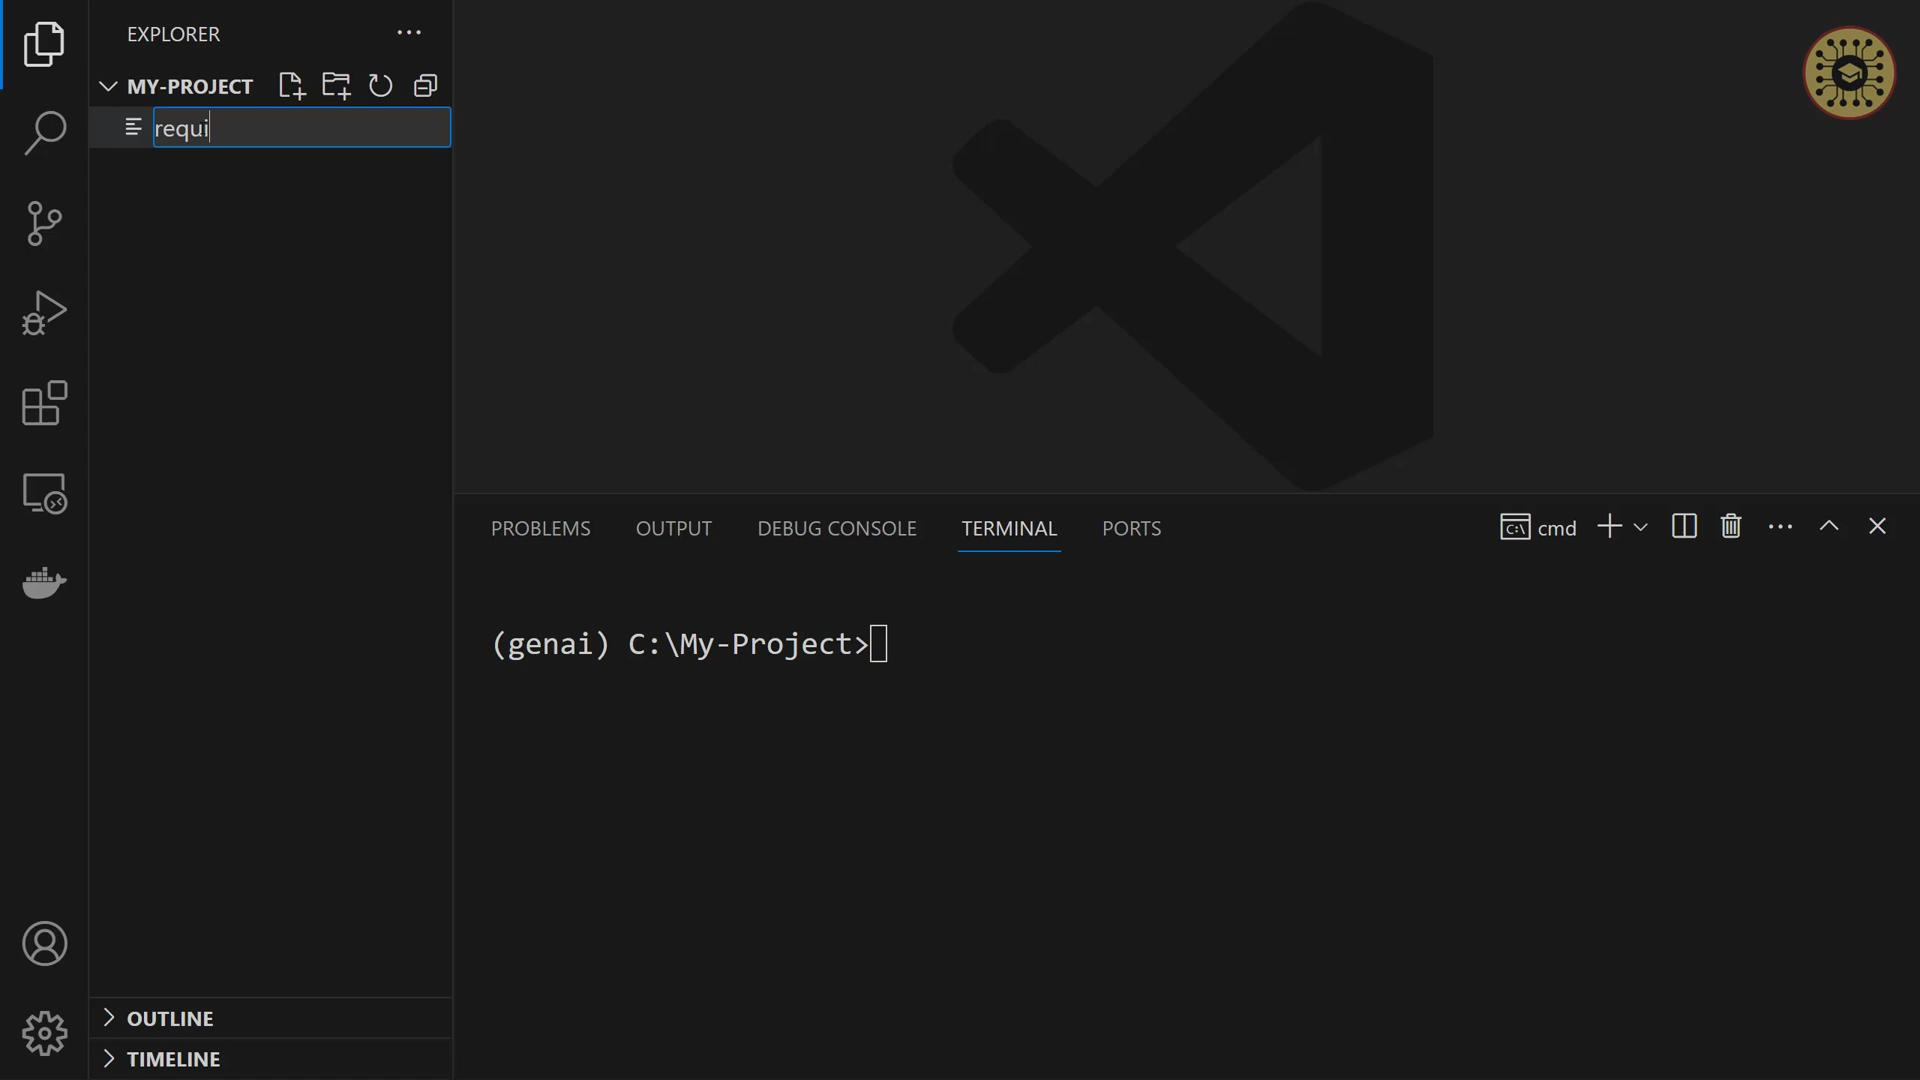 EXPLORER
MY-PROJECT
requi
PROBLEMS OUTPUT DEBUG CONSOLE TERMINAL PORTS
cmd
(genai) C:\My-Project>
OUTLINE
TIMELINE